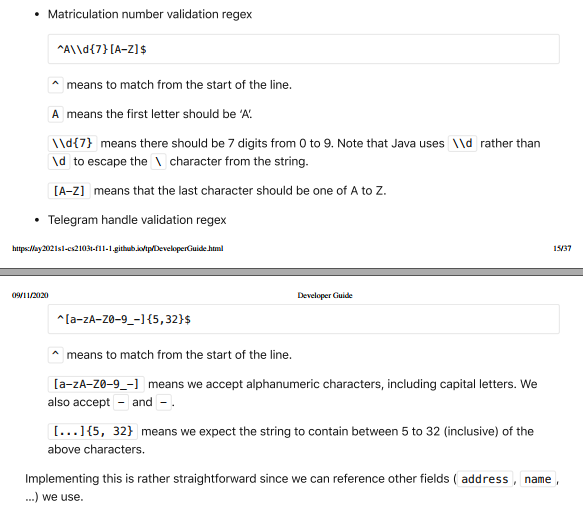 • Matriculation number validation regex
^A\\d{7}[A-Z]$
^ means to match from the start of the line.
A means the first letter should be ‘A’.
\\d{7} means there should be 7 digits from 0 to 9. Note that Java uses \\d rather than
\d to escape the \ character from the string.
[A-Z] means that the last character should be one of A to Z.
• Telegram handle validation regex
https://ay2021s1-cs2103t-f11-1.github.io/tp/DeveloperGuide.html 15/37
09/11/2020 Developer Guide
^[a-zA-Z0-9_-]{5,32}$
^ means to match from the start of the line.
[a-zA-Z0-9_-] means we accept alphanumeric characters, including capital letters. We
also accept – and -.
[...]{5, 32} means we expect the string to contain between 5 to 32 (inclusive) of the
above characters.
Implementing this is rather straightforward since we can reference other fields ( address , name ,
...) we use.